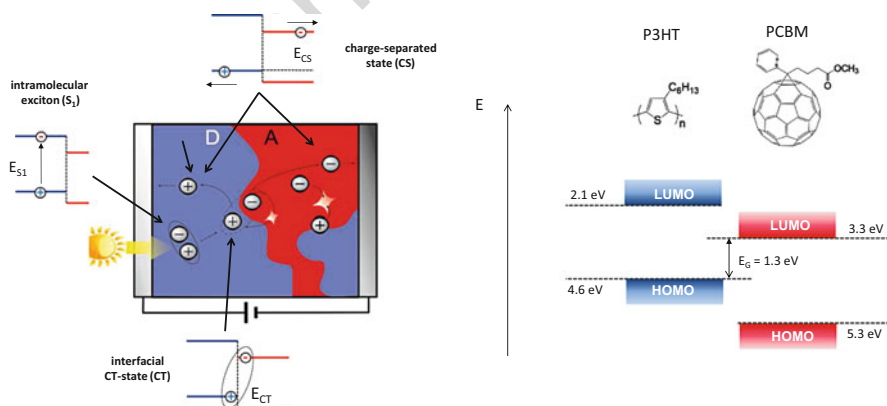 E_CS
charge-separated
state (CS)
intramolecular
exciton (S₁)
E_S1
D A
interfacial
CT-state (CT)
E_CT
P3HT
PCBM
C₆H₁₃
S
n
OCH₃
O
E
2.1 eV
LUMO
LUMO
3.3 eV
E_G = 1.3 eV
4.6 eV
HOMO
HOMO
5.3 eV